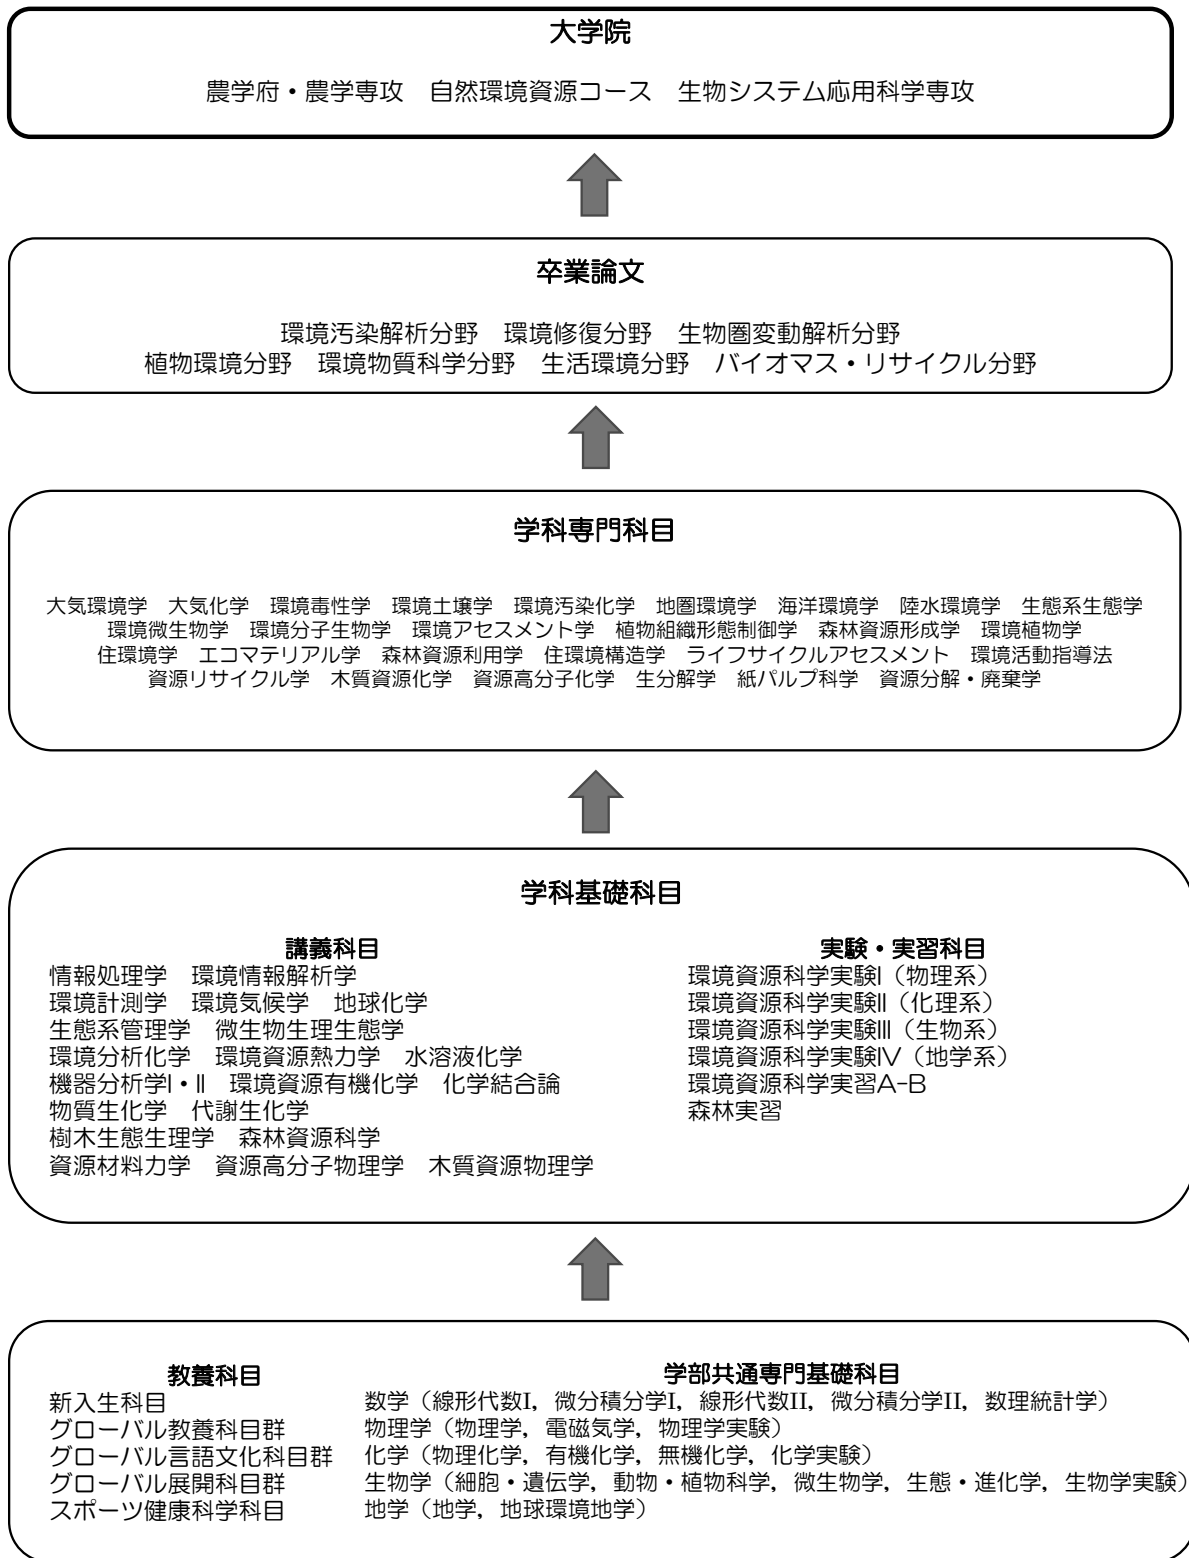 大学院
農学府・農学専攻　自然環境資源コース　生物システム応用科学専攻
卒業論文
環境汚染解析分野　環境修復分野　生物圏変動解析分野
植物環境分野　環境物質科学分野　生活環境分野　バイオマス・リサイクル分野
学科専門科目
大気環境学　大気化学　環境毒性学　環境土壌学　環境汚染化学　地圏環境学　海洋環境学　陸水環境学　生態系生態学
環境微生物学　環境分子生物学　環境アセスメント学　植物組織形態制御学　森林資源形成学　環境植物学
住環境学　エコマテリアル学　森林資源利用学　住環境構造学　ライフサイクルアセスメント　環境活動指導法
資源リサイクル学　木質資源化学　資源高分子化学　生分解学　紙パルプ科学　資源分解・廃棄学
学科基礎科目
講義科目
情報処理学　環境情報解析学
環境計測学　環境気候学　地球化学
生態系管理学　微生物生理生態学
環境分析化学　環境資源熱力学　水溶液化学
機器分析学I・II　環境資源有機化学　化学結合論
物質生化学　代謝生化学
樹木生態生理学　森林資源科学
資源材料力学　資源高分子物理学　木質資源物理学
実験・実習科目
環境資源科学実験I（物理系）
環境資源科学実験II（化理系）
環境資源科学実験III（生物系）
環境資源科学実験IV（地学系）
環境資源科学実習A-B
森林実習
教養科目
新入生科目
グローバル教養科目群
グローバル言語文化科目群
グローバル展開科目群
スポーツ健康科学科目
学部共通専門基礎科目
数学（線形代数I，微分積分学I，線形代数II，微分積分学II，数理統計学）
物理学（物理学，電磁気学，物理学実験）
化学（物理化学，有機化学，無機化学，化学実験）
生物学（細胞・遺伝学，動物・植物科学，微生物学，生態・進化学，生物学実験）
地学（地学，地球環境地学）